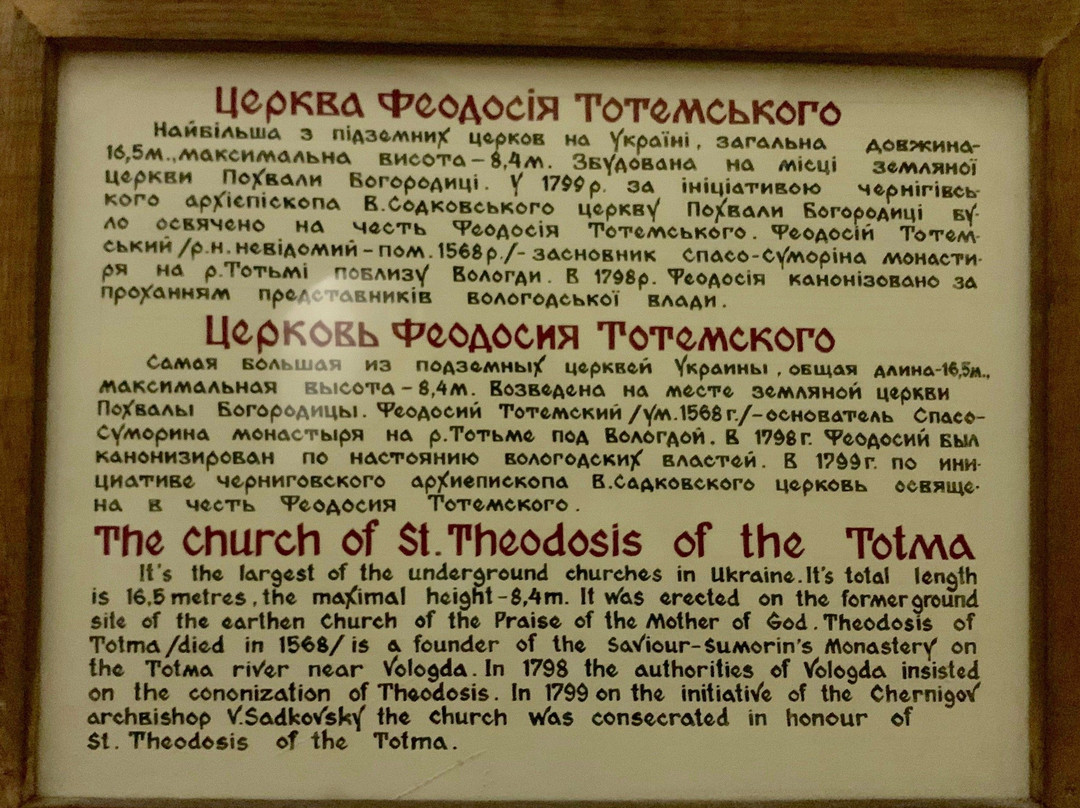 Церква Феодосія Тотемського
Найбільша з підземних церков на Україні, загальна довжина-
16,5м.,максимальна висота-8,4м. Збудована на місці земляної
церкви Похвали Богородиці. У 1799р. за ініціативою чернігівсь-
кого архієпіскопа В.Содковського церкву Похвали Богородиці бу-
ло освячено на честь Феодосія Тотемського. Феодосій Тотем-
ський /р.н.невідомий-пом.1568р./-засновник Спасо-Суморіна монасти-
ря на р.Тотьмі поблизу Вологди. В 1798р. Феодосія канонізовано за
проханням представників вологодської влади.
Церковь Феодосия Тотемского
Самая большая из подземных церквей Украины, общая длина-16,5м.,
максимальная высота-8,4м. Возведена на месте земляной церкви
Похвалы Богородицы. Феодосий Тотемский /ум.1568г./-основатель Спасо-
Суморина монастыря на р.Тотьме под Вологдой. В 1798г. Феодосий был
канонизирован по настоянию вологодских властей. В 1799г. по ини-
циативе черниговского архиепископа В.Садковского церковь освяще-
на в честь Феодосия Тотемского.
The Church of St.Theodosis of the Totma
It's the largest of the underground churches in Ukraine.It's total length
is 16,5 metres, the maximal height-8,4m. It was erected on the former ground
site of the earthen Church of the Praise of the Mother of God. Theodosis of
Totma /died in 1568/ is a founder of the Saviour-Sumorin's Monastery on
the Totma river near Vologda. In 1798 the authorities of Vologda insisted
on the cononization of Theodosis. In 1799 on the initiative of the Chernigov
archbishop V.Sadkovsky the church was consecrated in honour of
St. Theodosis of the Totma.